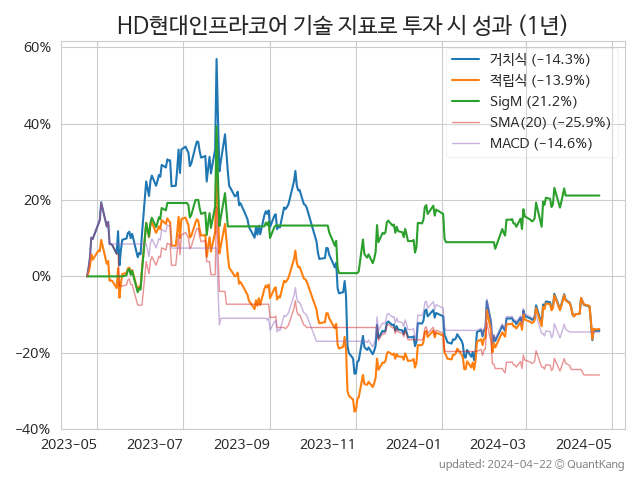 HD현대인프라코어 기술 지표로 투자 시 성과 (1년)
60%
40%
20%
0%
−20%
−40%
거치식 (−14.3%)
적립식 (−13.9%)
SigM (21.2%)
SMA(20) (−25.9%)
MACD (−14.6%)
2023-05 2023-07 2023-09 2023-11 2024-01 2024-03 2024-05
updated: 2024-04-22 © QuantKang